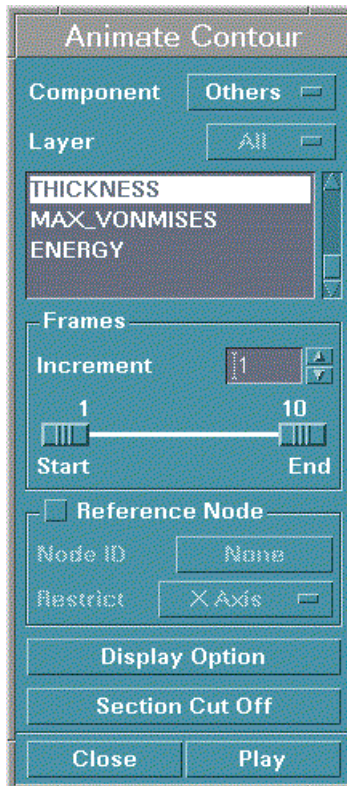 Animate Contour
Component Others
Layer All
THICKNESS
MAX_VONMISES
ENERGY
Frames
Increment 1
1 10
Start End
Reference Node
Node ID None
Restrict X Axis
Display Option
Section Cut Off
Close Play